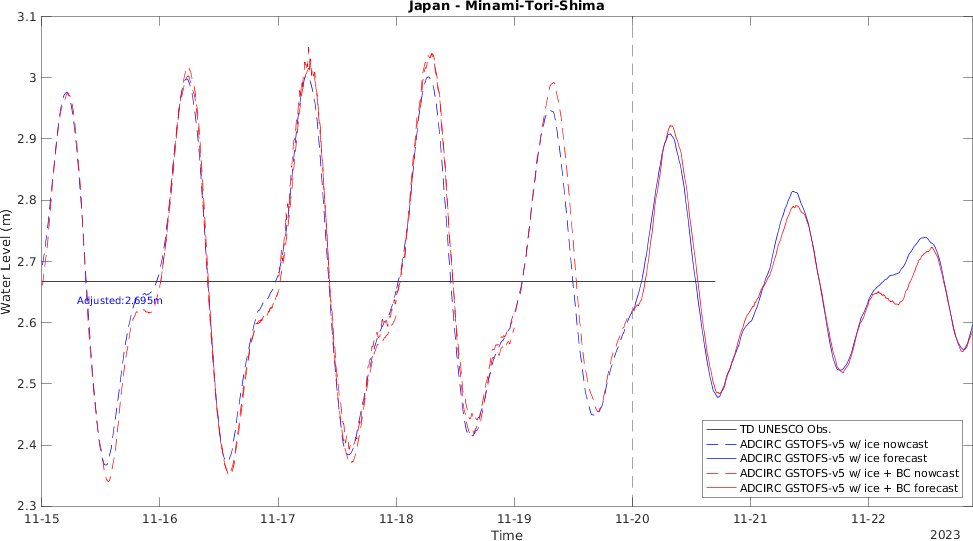 Japan - Minami-Tori-Shima
3.1
3
2.9
2.8
2.7
2.6
2.5
2.4
2.3
Water Level (m)
Adjusted:2.695m
TD UNESCO Obs.
ADCIRC GSTOFS-v5 w/ ice nowcast
ADCIRC GSTOFS-v5 w/ ice forecast
ADCIRC GSTOFS-v5 w/ ice + BC nowcast
ADCIRC GSTOFS-v5 w/ ice + BC forecast
11-15 11-16 11-17 11-18 11-19 11-20 11-21 11-22
Time
2023